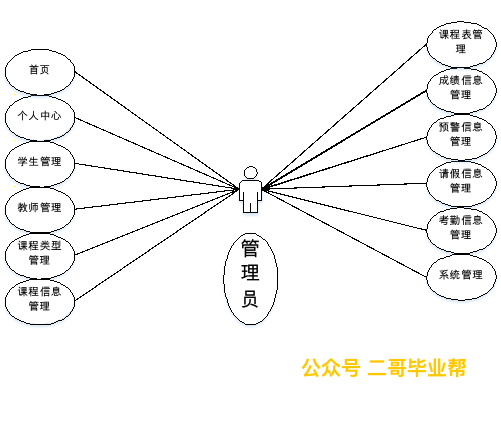 首页
个人中心
学生管理
教师管理
课程类型
管理
课程信息
管理
管
理
员
课程表管
理
成绩信息
管理
预警信息
管理
请假信息
管理
考勤信息
管理
系统管理
公众号 二哥毕业帮